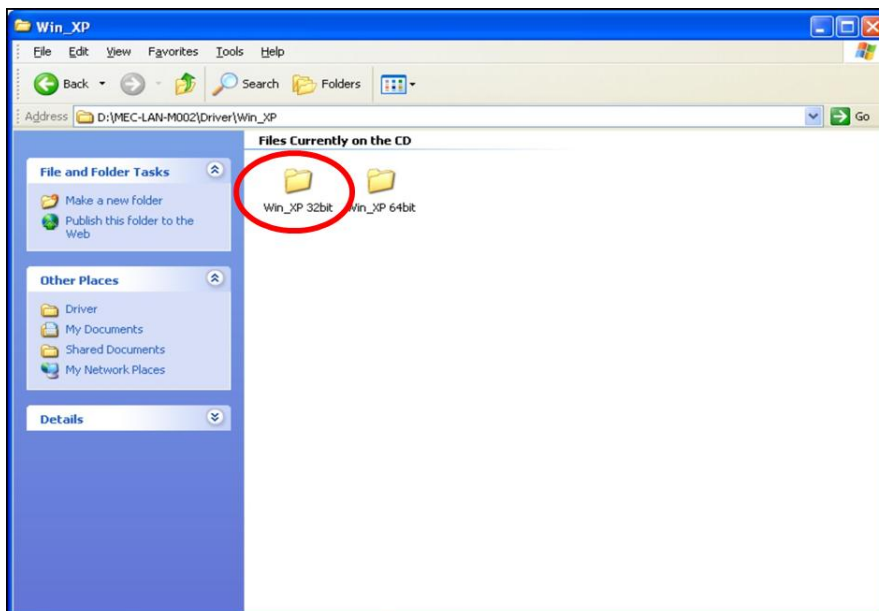 Win_XP
File Edit View Favorites Tools Help
Back Search Folders
Address D:\MEC-LAN-M002\Driver\Win_XP Go
Files Currently on the CD
File and Folder Tasks
Make a new folder
Publish this folder to the
Web
Win_XP 32bit Win_XP 64bit
Other Places
Driver
My Documents
Shared Documents
My Network Places
Details